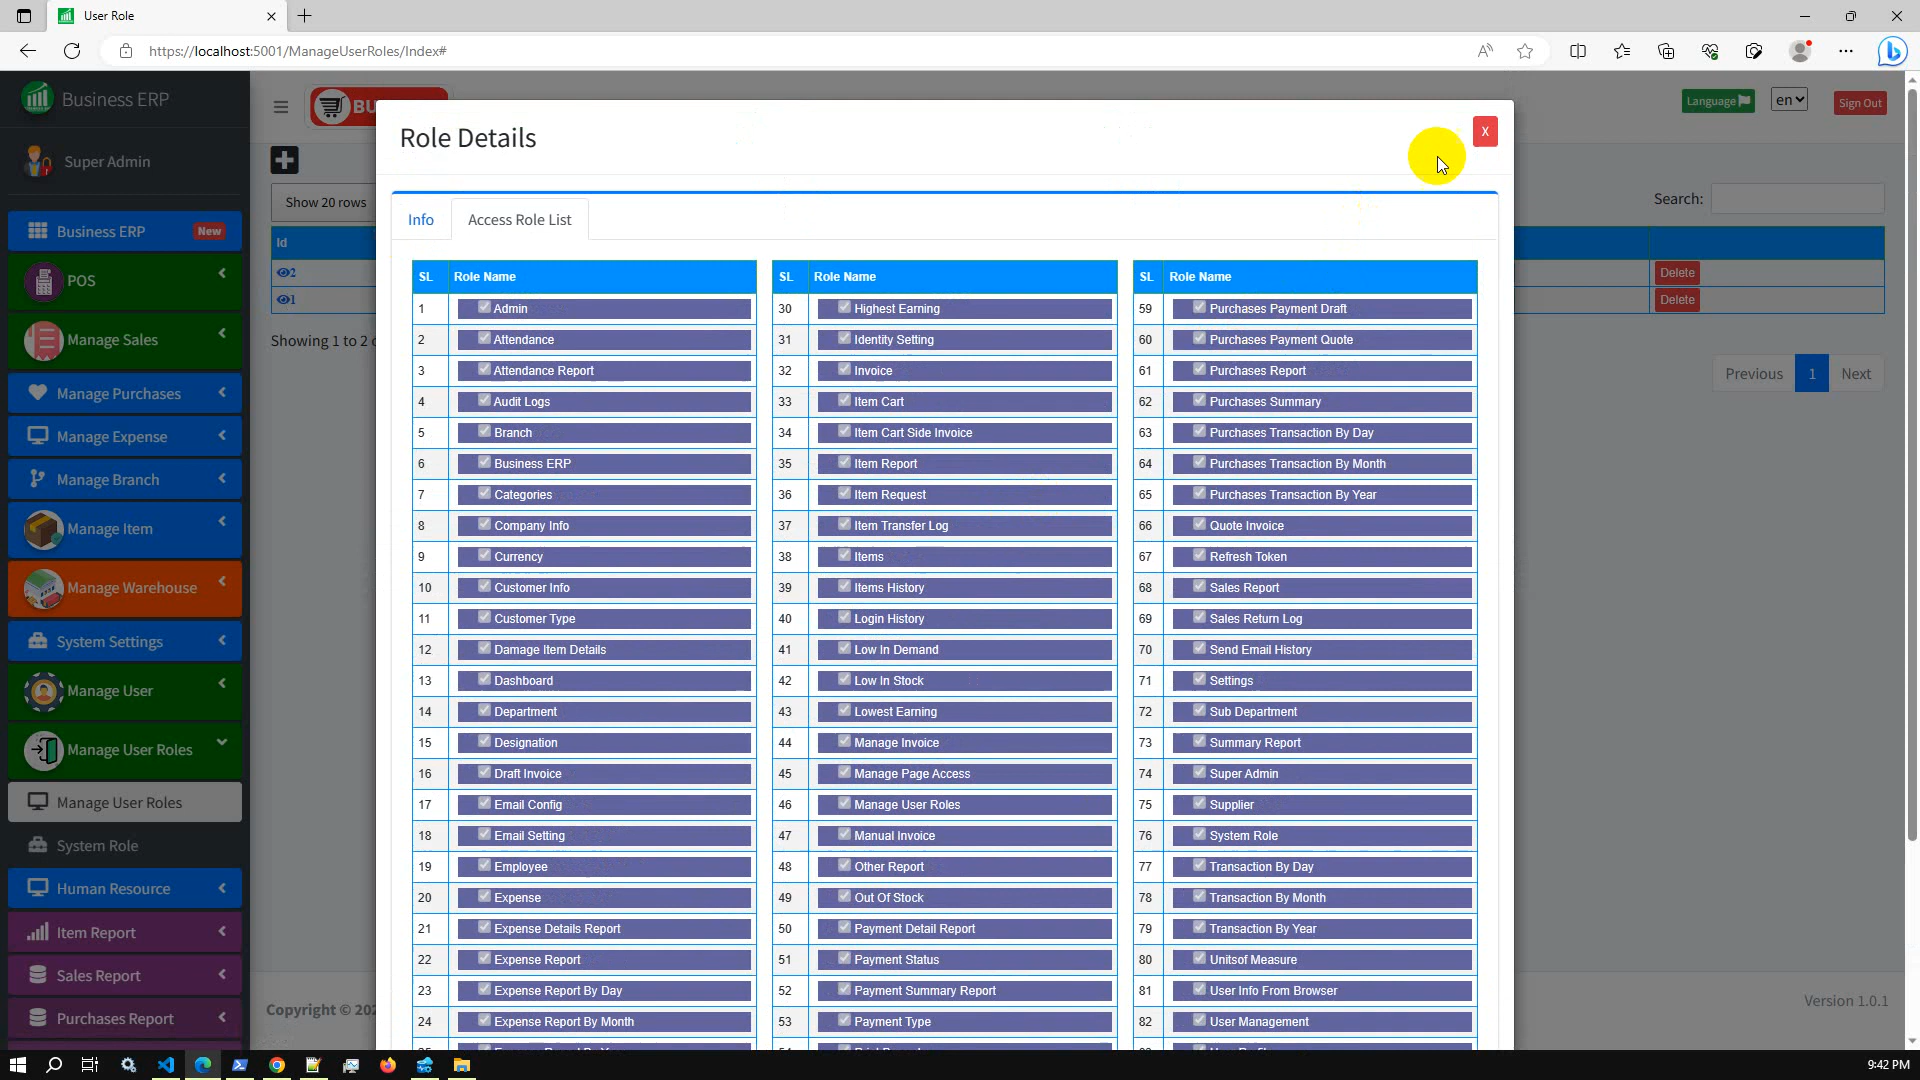 User Role
https://localhost:5001/ManageUserRoles/Index#
Business ERP
BU
Language
en
Sign Out
Super Admin
Business ERP New
POS
Manage Sales
Manage Purchases
Manage Expense
Manage Branch
Manage Item
Manage Warehouse
System Settings
Manage User
Manage User Roles
Manage User Roles
System Role
Human Resource
Item Report
Sales Report
Purchases Report
Show 20 rows
Search:
Id
2
Delete
1
Delete
Showing 1 to 2
Previous 1 Next
Role Details
X
Info
Access Role List
SL Role Name
1 Admin
2 Attendance
3 Attendance Report
4 Audit Logs
5 Branch
6 Business ERP
7 Categories
8 Company Info
9 Currency
10 Customer Info
11 Customer Type
12 Damage Item Details
13 Dashboard
14 Department
15 Designation
16 Draft Invoice
17 Email Config
18 Email Setting
19 Employee
20 Expense
21 Expense Details Report
22 Expense Report
23 Expense Report By Day
24 Expense Report By Month
SL Role Name
30 Highest Earning
31 Identity Setting
32 Invoice
33 Item Cart
34 Item Cart Side Invoice
35 Item Report
36 Item Request
37 Item Transfer Log
38 Items
39 Items History
40 Login History
41 Low In Demand
42 Low In Stock
43 Lowest Earning
44 Manage Invoice
45 Manage Page Access
46 Manage User Roles
47 Manual Invoice
48 Other Report
49 Out Of Stock
50 Payment Detail Report
51 Payment Status
52 Payment Summary Report
53 Payment Type
SL Role Name
59 Purchases Payment Draft
60 Purchases Payment Quote
61 Purchases Report
62 Purchases Summary
63 Purchases Transaction By Day
64 Purchases Transaction By Month
65 Purchases Transaction By Year
66 Quote Invoice
67 Refresh Token
68 Sales Report
69 Sales Return Log
70 Send Email History
71 Settings
72 Sub Department
73 Summary Report
74 Super Admin
75 Supplier
76 System Role
77 Transaction By Day
78 Transaction By Month
79 Transaction By Year
80 Unitsof Measure
81 User Info From Browser
82 User Management
Copyright © 202
Version 1.0.1
9:42 PM